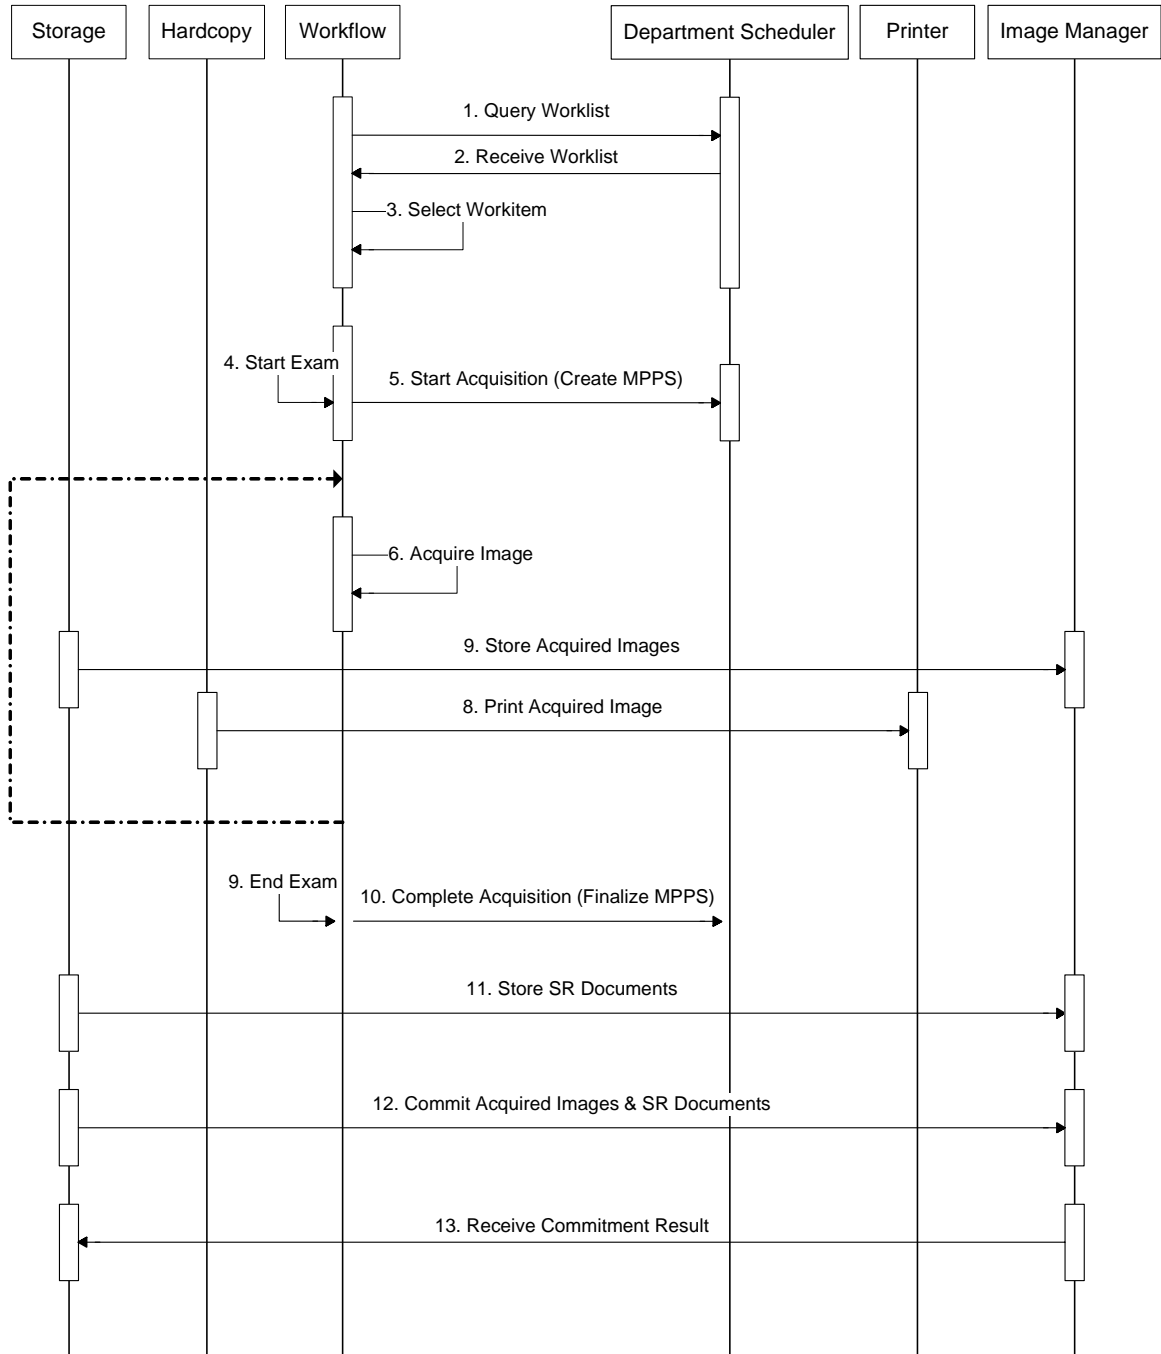 Storage
Hardcopy
Workflow
Department Scheduler
Printer
Image Manager
1. Query Worklist
2. Receive Worklist
3. Select Workitem
4. Start Exam
5. Start Acquisition (Create MPPS)
6. Acquire Image
9. Store Acquired Images
8. Print Acquired Image
9. End Exam
10. Complete Acquisition (Finalize MPPS)
11. Store SR Documents
12. Commit Acquired Images & SR Documents
13. Receive Commitment Result